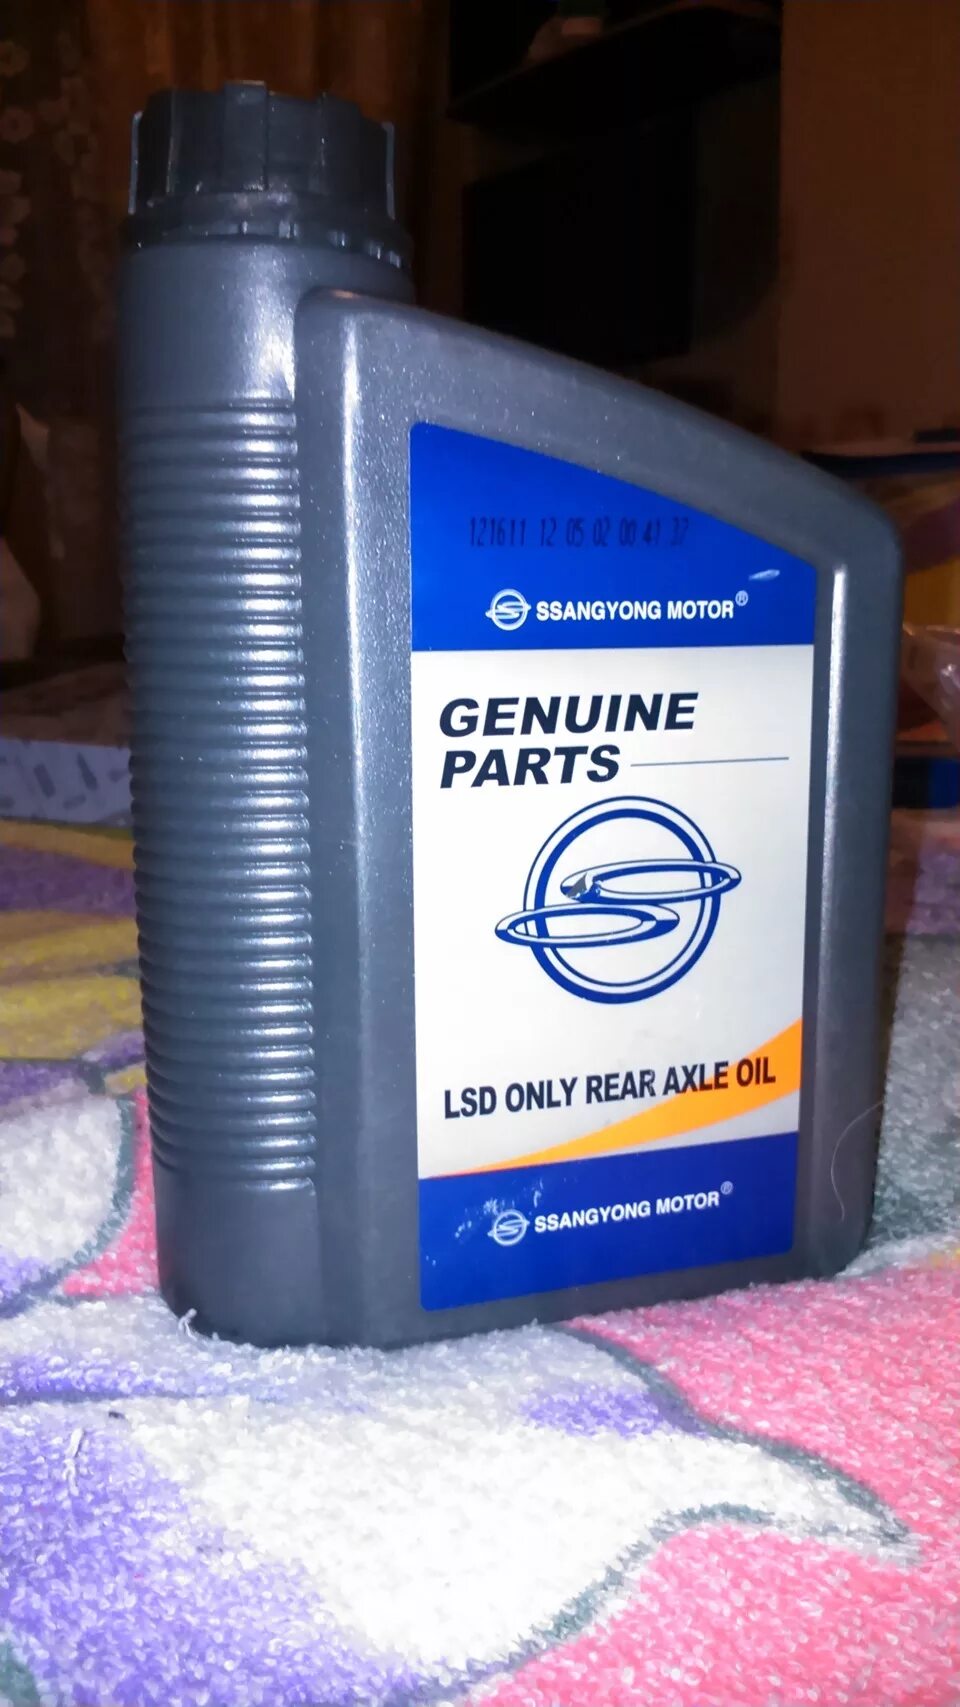 121611 12 05 02 00 41 37
SSANGYONG MOTOR®
GENUINE
PARTS
LSD ONLY REAR AXLE OIL
SSANGYONG MOTOR®